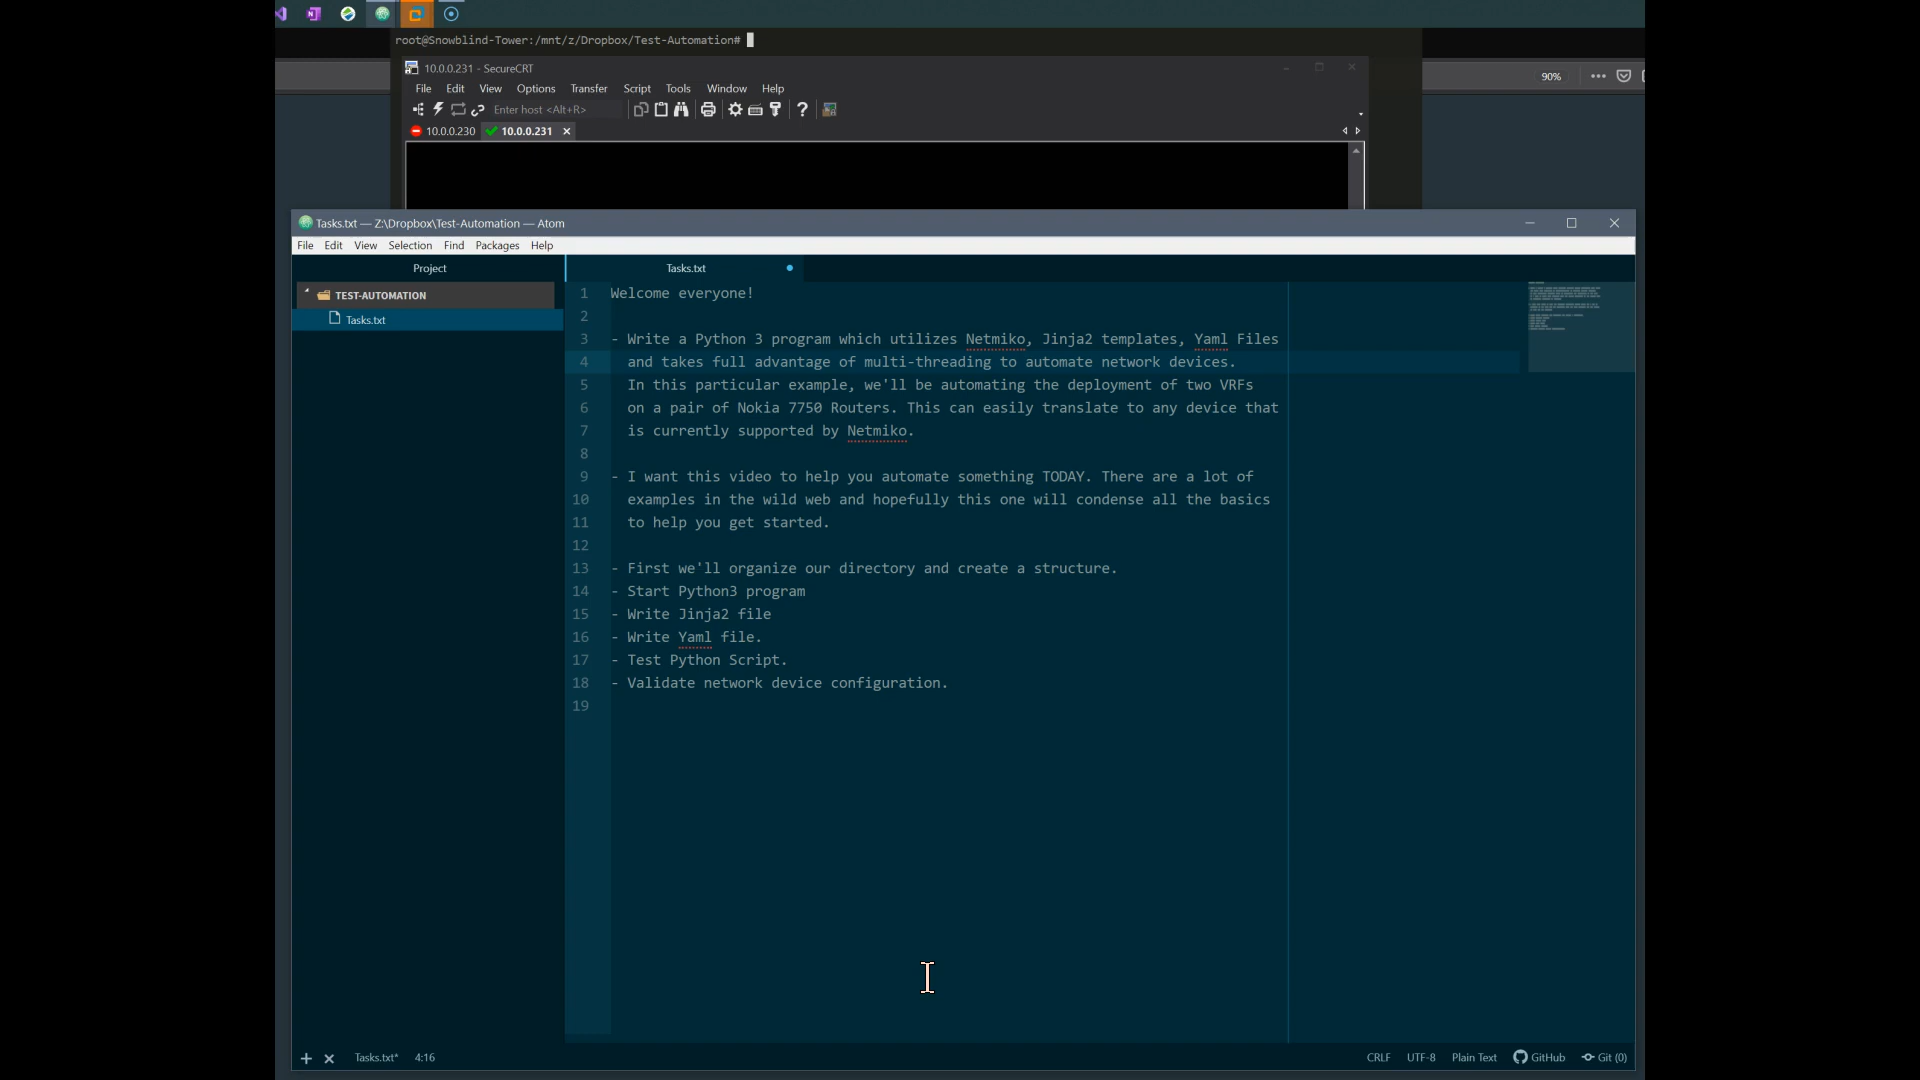 root@Snowblind-Tower:/mnt/z/Dropbox/Test-Automation#
90%
10.0.0.231 - SecureCRT
File Edit View Options Transfer Script Tools Window Help
Enter host <Alt+R>
10.0.0.230 10.0.0.231
Tasks.txt — Z:\Dropbox\Test-Automation — Atom
File Edit View Selection Find Packages Help
Project
Tasks.txt
TEST-AUTOMATION
Tasks.txt
1 Welcome everyone!
2
3 - Write a Python 3 program which utilizes Netmiko, Jinja2 templates, Yaml Files
4 and takes full advantage of multi-threading to automate network devices.
5 In this particular example, we'll be automating the deployment of two VRFs
6 on a pair of Nokia 7750 Routers. This can easily translate to any device that
7 is currently supported by Netmiko.
8
9 - I want this video to help you automate something TODAY. There are a lot of
10 examples in the wild web and hopefully this one will condense all the basics
11 to help you get started.
12
13 - First we'll organize our directory and create a structure.
14 - Start Python3 program
15 - Write Jinja2 file
16 - Write Yaml file.
17 - Test Python Script.
18 - Validate network device configuration.
19
Tasks.txt* 4:16
CRLF UTF-8 Plain Text GitHub Git (0)